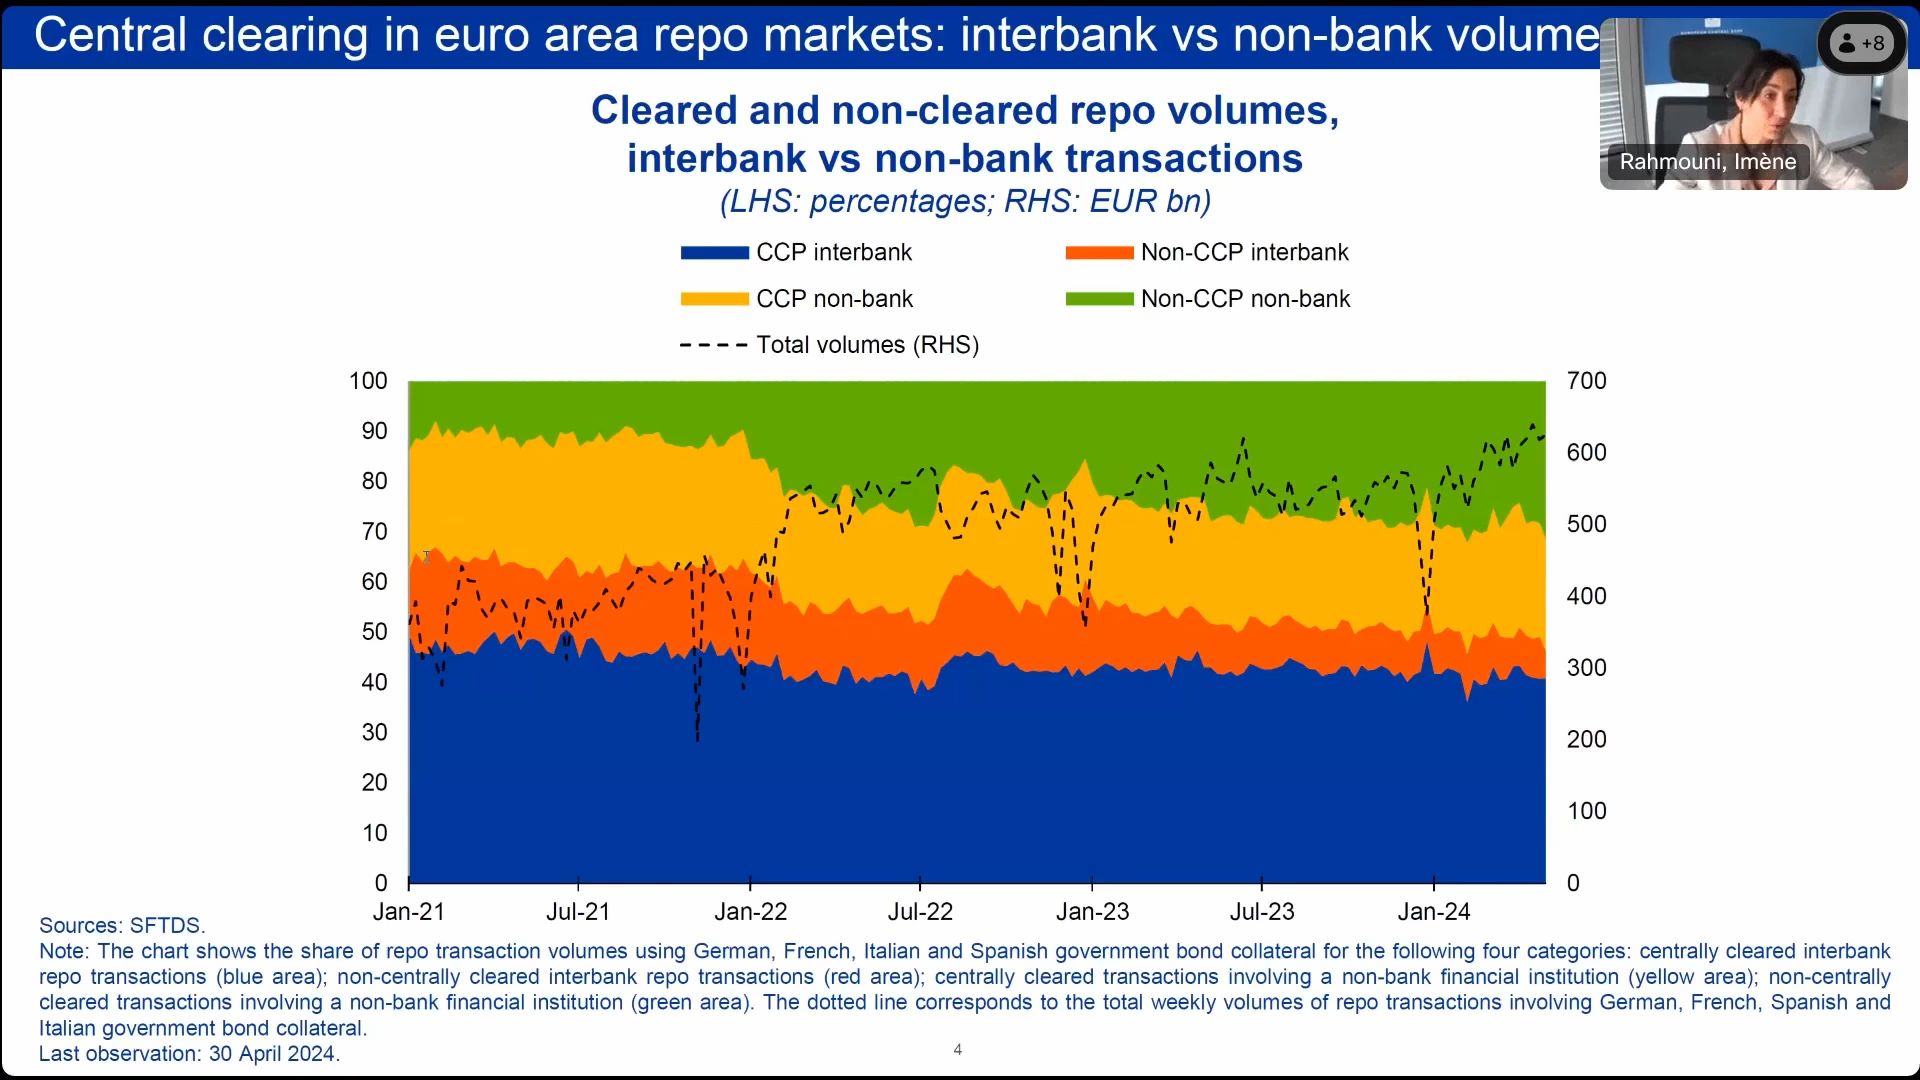 Central clearing in euro area repo markets: interbank vs non-bank volume
+8
Rahmouni, Imène
Cleared and non-cleared repo volumes,
interbank vs non-bank transactions
(LHS: percentages; RHS: EUR bn)
CCP interbank
Non-CCP interbank
CCP non-bank
Non-CCP non-bank
Total volumes (RHS)
100
90
80
70
60
50
40
30
20
10
0
700
600
500
400
300
200
100
0
Jan-21
Jul-21
Jan-22
Jul-22
Jan-23
Jul-23
Jan-24
Sources: SFTDS.
Note: The chart shows the share of repo transaction volumes using German, French, Italian and Spanish government bond collateral for the following four categories: centrally cleared interbank
repo transactions (blue area); non-centrally cleared interbank repo transactions (red area); centrally cleared transactions involving a non-bank financial institution (yellow area); non-centrally
cleared transactions involving a non-bank financial institution (green area). The dotted line corresponds to the total weekly volumes of repo transactions involving German, French, Spanish and
Italian government bond collateral.
Last observation: 30 April 2024.
4